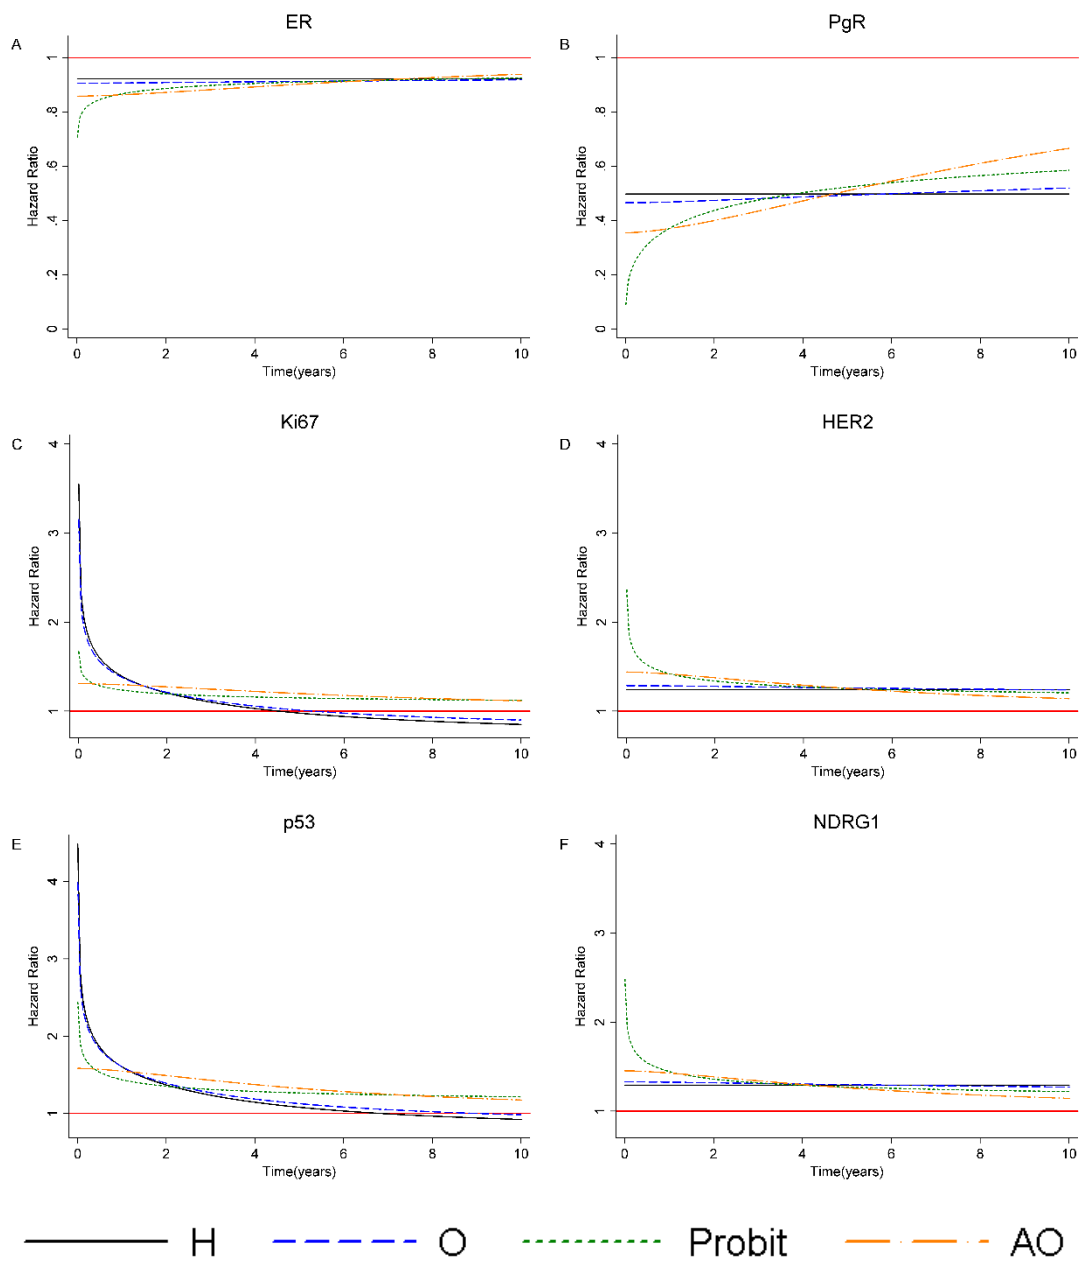 ER
PgR
A
B
Hazard Ratio
0 .2 .4 .6 .8 1
0 2 4 6 8 10
Time(years)
Hazard Ratio
0 .2 .4 .6 .8 1
0 2 4 6 8 10
Time(years)
Ki67
HER2
C
D
Hazard Ratio
1 2 3 4
0 2 4 6 8 10
Time(years)
Hazard Ratio
1 2 3 4
0 2 4 6 8 10
Time(years)
p53
NDRG1
E
F
Hazard Ratio
1 2 3 4
0 2 4 6 8 10
Time(years)
Hazard Ratio
1 2 3 4
0 2 4 6 8 10
Time(years)
H O Probit AO